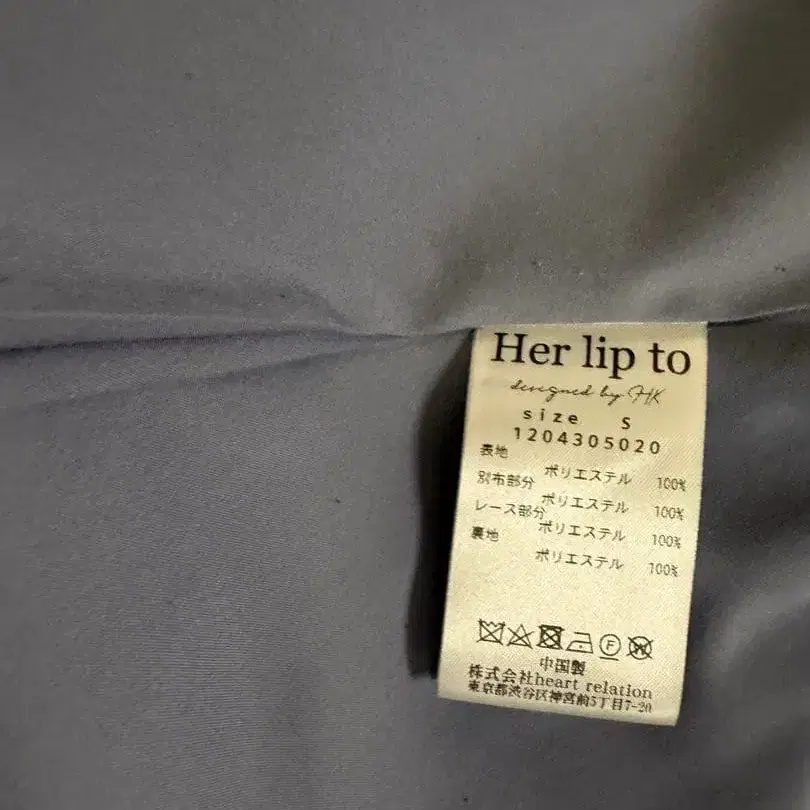 Her lip to
designed by HK
size S
1204305020
表地
ポリエステル 100%
別布部分
ポリエステル 100%
レース部分
ポリエステル 100%
裏地
ポリエステル 100%
F W
中国製
株式会社heart relation
東京都渋谷区神宮前5丁目7-20